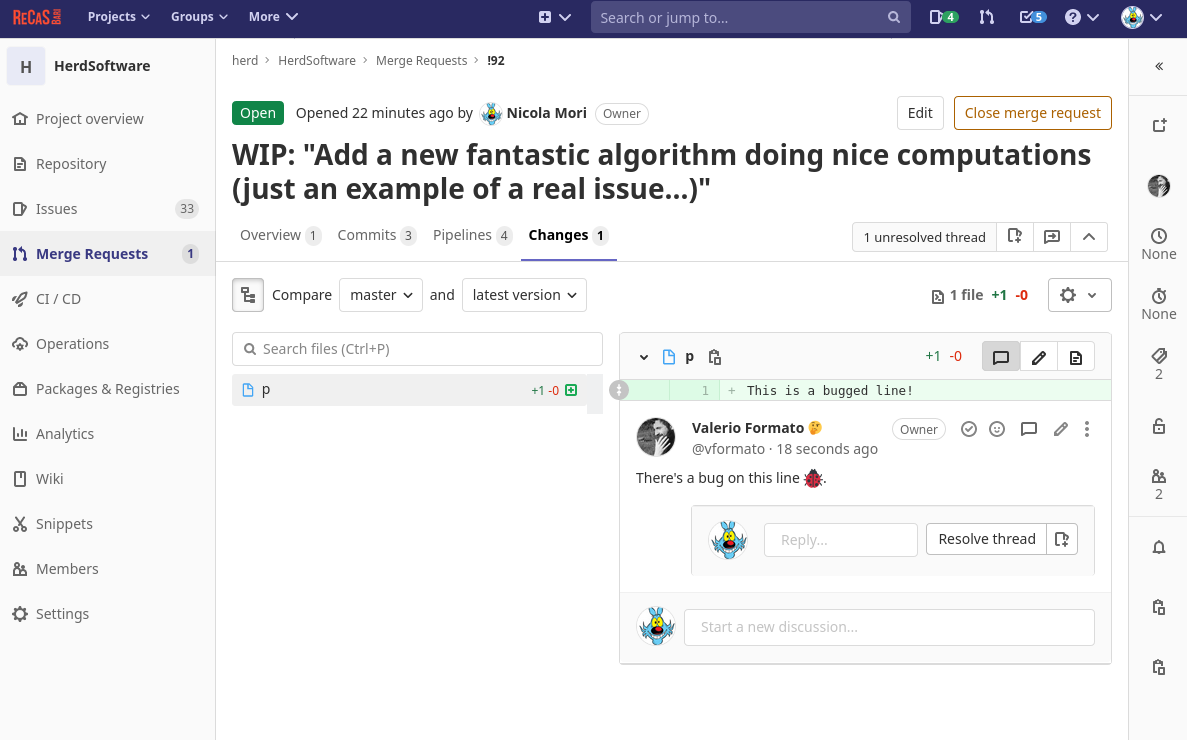 ReCaS BARI Projects Groups More Search or jump to... 4 5
H HerdSoftware
Project overview
Repository
Issues 33
Merge Requests 1
CI / CD
Operations
Packages & Registries
Analytics
Wiki
Snippets
Members
Settings
herd › HerdSoftware › Merge Requests › !92
Open Opened 22 minutes ago by Nicola Mori Owner Edit Close merge request
WIP: "Add a new fantastic algorithm doing nice computations
(just an example of a real issue...)"
Overview 1 Commits 3 Pipelines 4 Changes 1 1 unresolved thread
Compare master and latest version 1 file +1 -0
Search files (Ctrl+P)
p +1 -0
p +1 -0
1 + This is a bugged line!
Valerio Formato 🤔 Owner
@vformato · 18 seconds ago
There's a bug on this line 🐞.
Reply... Resolve thread
Start a new discussion...
«
None
None
2
2